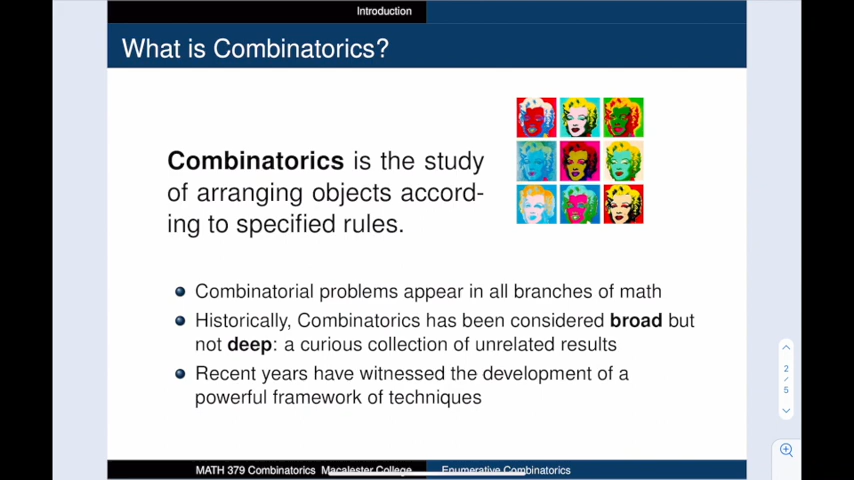 Introduction
What is Combinatorics?
Combinatorics is the study
of arranging objects accord-
ing to specified rules.
Combinatorial problems appear in all branches of math
Historically, Combinatorics has been considered broad but
not deep: a curious collection of unrelated results
Recent years have witnessed the development of a
powerful framework of techniques
2
/
5
MATH 379 Combinatorics Macalester College
Enumerative Combinatorics